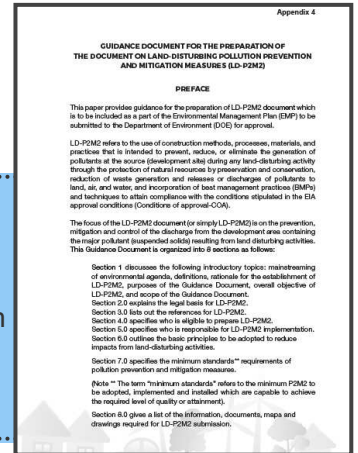 Appendix 4
GUIDANCE DOCUMENT FOR THE PREPARATION OF
THE DOCUMENT ON LAND-DISTURBING POLLUTION PREVENTION
AND MITIGATION MEASURES (LD-P2M2)
PREFACE
This paper provides guidance for the preparation of LD-P2M2 document which
is to be included as a part of the Environmental Management Plan (EMP) to be
submitted to the Department of Environment (DOE) for approval.
LD-P2M2 refers to the use of construction methods, processes, materials, and
practices that is intended to prevent, reduce, or eliminate the generation of
pollutants at the source (development site) during any land-disturbing activity
through the protection of natural resources by preservation and conservation,
reduction of waste generation and releases or discharges of pollutants to
land, air, and water, and incorporation of best management practices (BMPs)
and techniques to attain compliance with the conditions stipulated in the EIA
approval conditions (Conditions of approval-COA).
The focus of the LD-P2M2 document (or simply LD-P2M2) is on the prevention,
mitigation and control of the discharge from the development area containing
the major pollutant (suspended solids) resulting from land disturbing activities.
This Guidance Document is organized into 8 sections as follows:
Section 1 discusses the following introductory topics: mainstreaming
of environmental agenda, definitions, rationale for the establishment of
LD-P2M2, purposes of the Guidance Document, overall objective of
LD-P2M2, and scope of the Guidance Document.
Section 2.0 explains the legal basis for LD-P2M2.
Section 3.0 lists out the references for LD-P2M2.
Section 4.0 specifies who is eligible to prepare LD-P2M2.
Section 5.0 specifies who is responsible for LD-P2M2 implementation.
Section 6.0 outlines the basic principles to be adopted to reduce
impacts from land-disturbing activities.
Section 7.0 specifies the minimum standards** requirements of
pollution prevention and mitigation measures.
(Note ** The term "minimum standards" refers to the minimum P2M2 to
be adopted, implemented and installed which are capable to achieve
the required level of quality or attainment).
Section 8.0 gives a list of the information, documents, maps and
drawings required for LD-P2M2 submission.